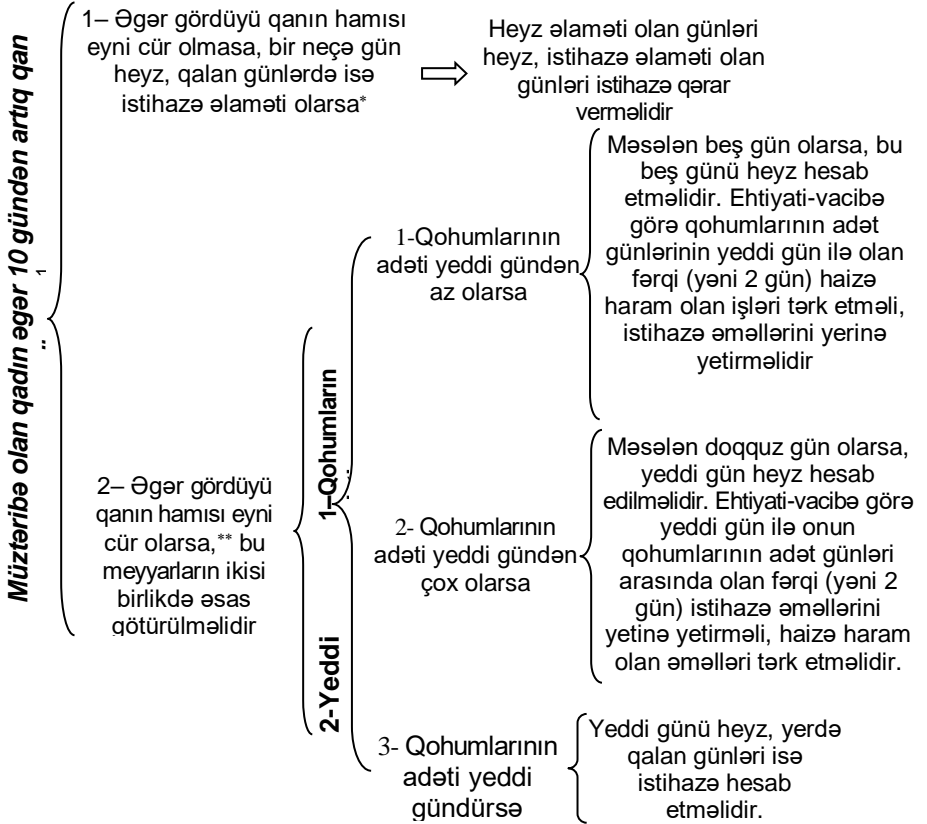 Müztəribə olan qadın əgər 10 gündən artıq qan
1
1– Əgər gördüyü qanın hamısı
eyni cür olmasa, bir neçə gün
heyz, qalan günlərdə isə
istihazə əlaməti olarsa*
Heyz əlaməti olan günləri
heyz, istihazə əlaməti olan
günləri istihazə qərar
verməlidir
2– Əgər gördüyü
qanın hamısı eyni
cür olarsa,** bu
meyyarların ikisi
birlikdə əsas
götürülməlidir
1–Qohumların
2-Yeddi
1-Qohumlarının
adəti yeddi gündən
az olarsa
Məsələn beş gün olarsa, bu
beş günü heyz hesab
etməlidir. Ehtiyati-vacibə
görə qohumlarının adət
günlərinin yeddi gün ilə olan
fərqi (yəni 2 gün) haizə
haram olan işləri tərk etməli,
istihazə əməllərini yerinə
yetirməlidir
2- Qohumlarının
adəti yeddi gündən
çox olarsa
Məsələn doqquz gün olarsa,
yeddi gün heyz hesab
edilməlidir. Ehtiyati-vacibə görə
yeddi gün ilə onun
qohumlarının adət günləri
arasında olan fərqi (yəni 2
gün) istihazə əməllərini
yetinə yetirməli, haizə haram
olan əməlləri tərk etməlidir.
3- Qohumlarının
adəti yeddi
gündürsə
Yeddi günü heyz, yerdə
qalan günləri isə
istihazə hesab
etməlidir.